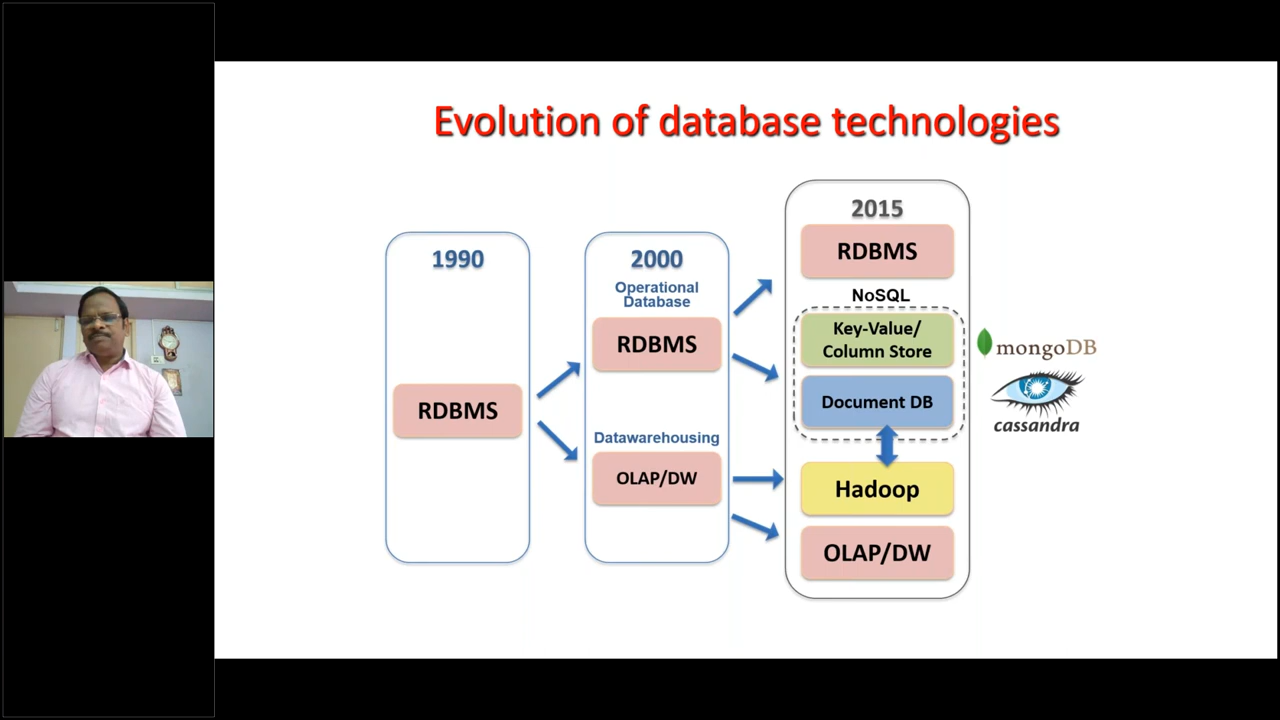 Evolution of database technologies
1990
RDBMS
2000
Operational
Database
RDBMS
Datawarehousing
OLAP/DW
2015
RDBMS
NoSQL
Key-Value/
Column Store
Document DB
Hadoop
OLAP/DW
mongoDB
cassandra